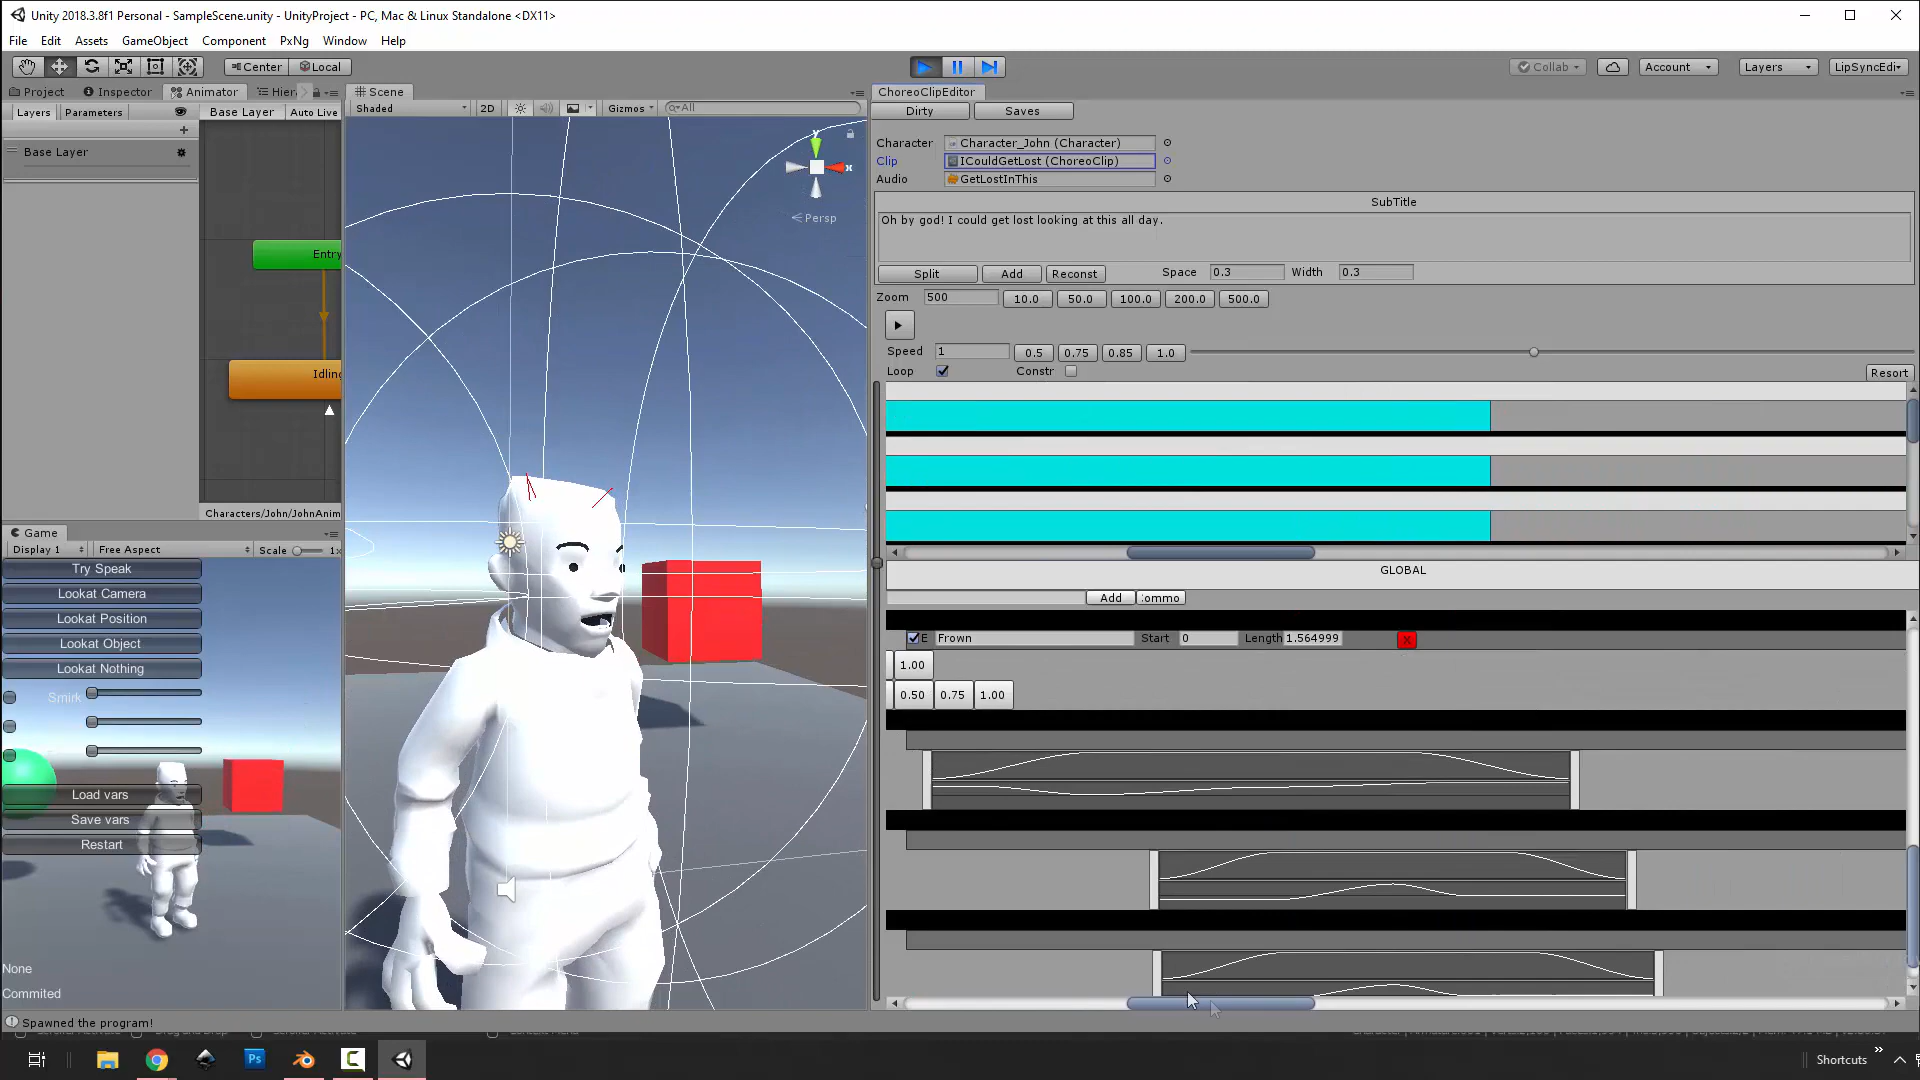 Unity 2018.3.8f1 Personal - SampleScene.unity - UnityProject - PC, Mac & Linux Standalone <DX11>
File Edit Assets GameObject Component PxNg Window Help
Center Local Collab Account Layers LipSyncEdi
Project Inspector Animator Hier Scene ChoreoClipEditor
Layers Parameters Base Layer Auto Live Shaded 2D Gizmos All Dirty Saves
Base Layer
Character Character_John (Character)
Clip ICouldGetLost (ChoreoClip)
Audio GetLostInThis
y
x
Persp
SubTitle
Oh by god! I could get lost looking at this all day.
Split Add Reconst Space 0.3 Width 0.3
Zoom 500 10.0 50.0 100.0 200.0 500.0
Speed 1 0.5 0.75 0.85 1.0
Loop Constr Resort
Entry
Idling
Characters/John/JohnAnim
Game
Display 1 Free Aspect Scale 1x
Try Speak
Lookat Camera
Lookat Position
Lookat Object
Lookat Nothing
Smirk
Load vars
Save vars
Restart
None
Commited
GLOBAL
Add ommo
E Frown Start 0 Length 1.564999 X
1.00
0.50 0.75 1.00
Spawned the program!
Ps
Shortcuts